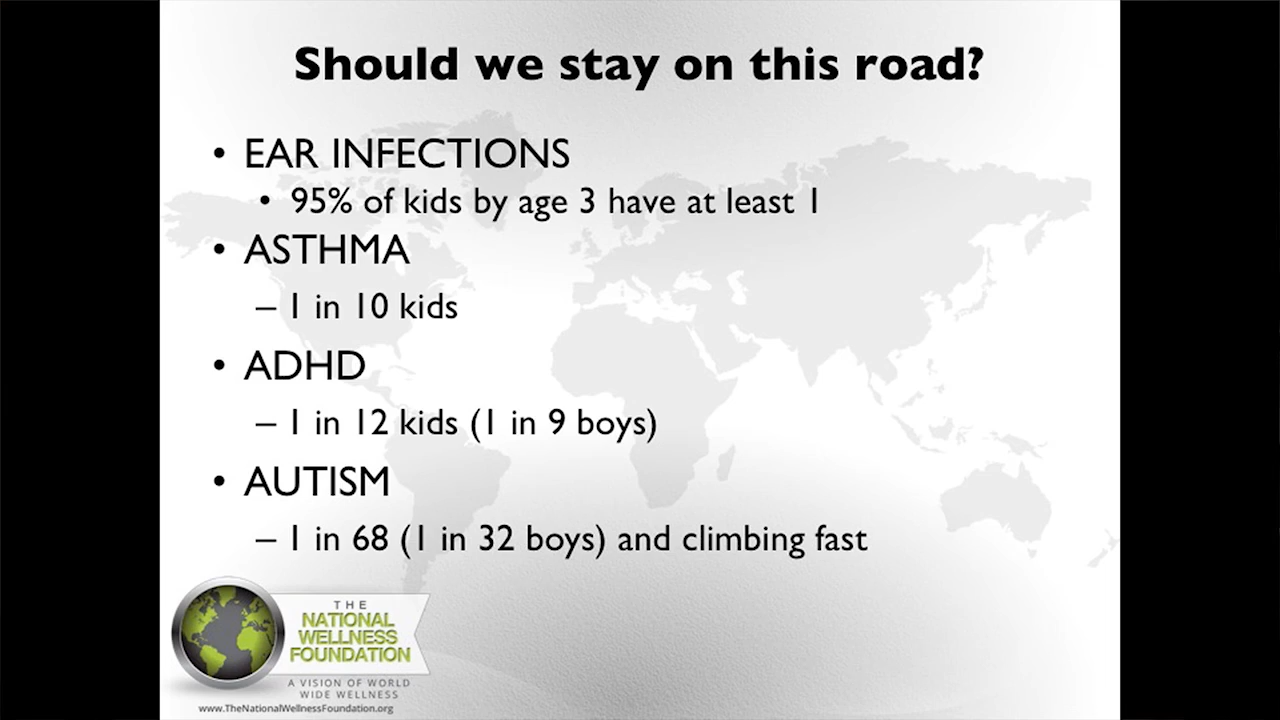 Should we stay on this road?
• EAR INFECTIONS
• 95% of kids by age 3 have at least 1
• ASTHMA
– 1 in 10 kids
• ADHD
– 1 in 12 kids (1 in 9 boys)
• AUTISM
– 1 in 68 (1 in 32 boys) and climbing fast
THE
NATIONAL
WELLNESS
FOUNDATION
A VISION OF WORLD
WIDE WELLNESS
www.TheNationalWellnessFoundation.org